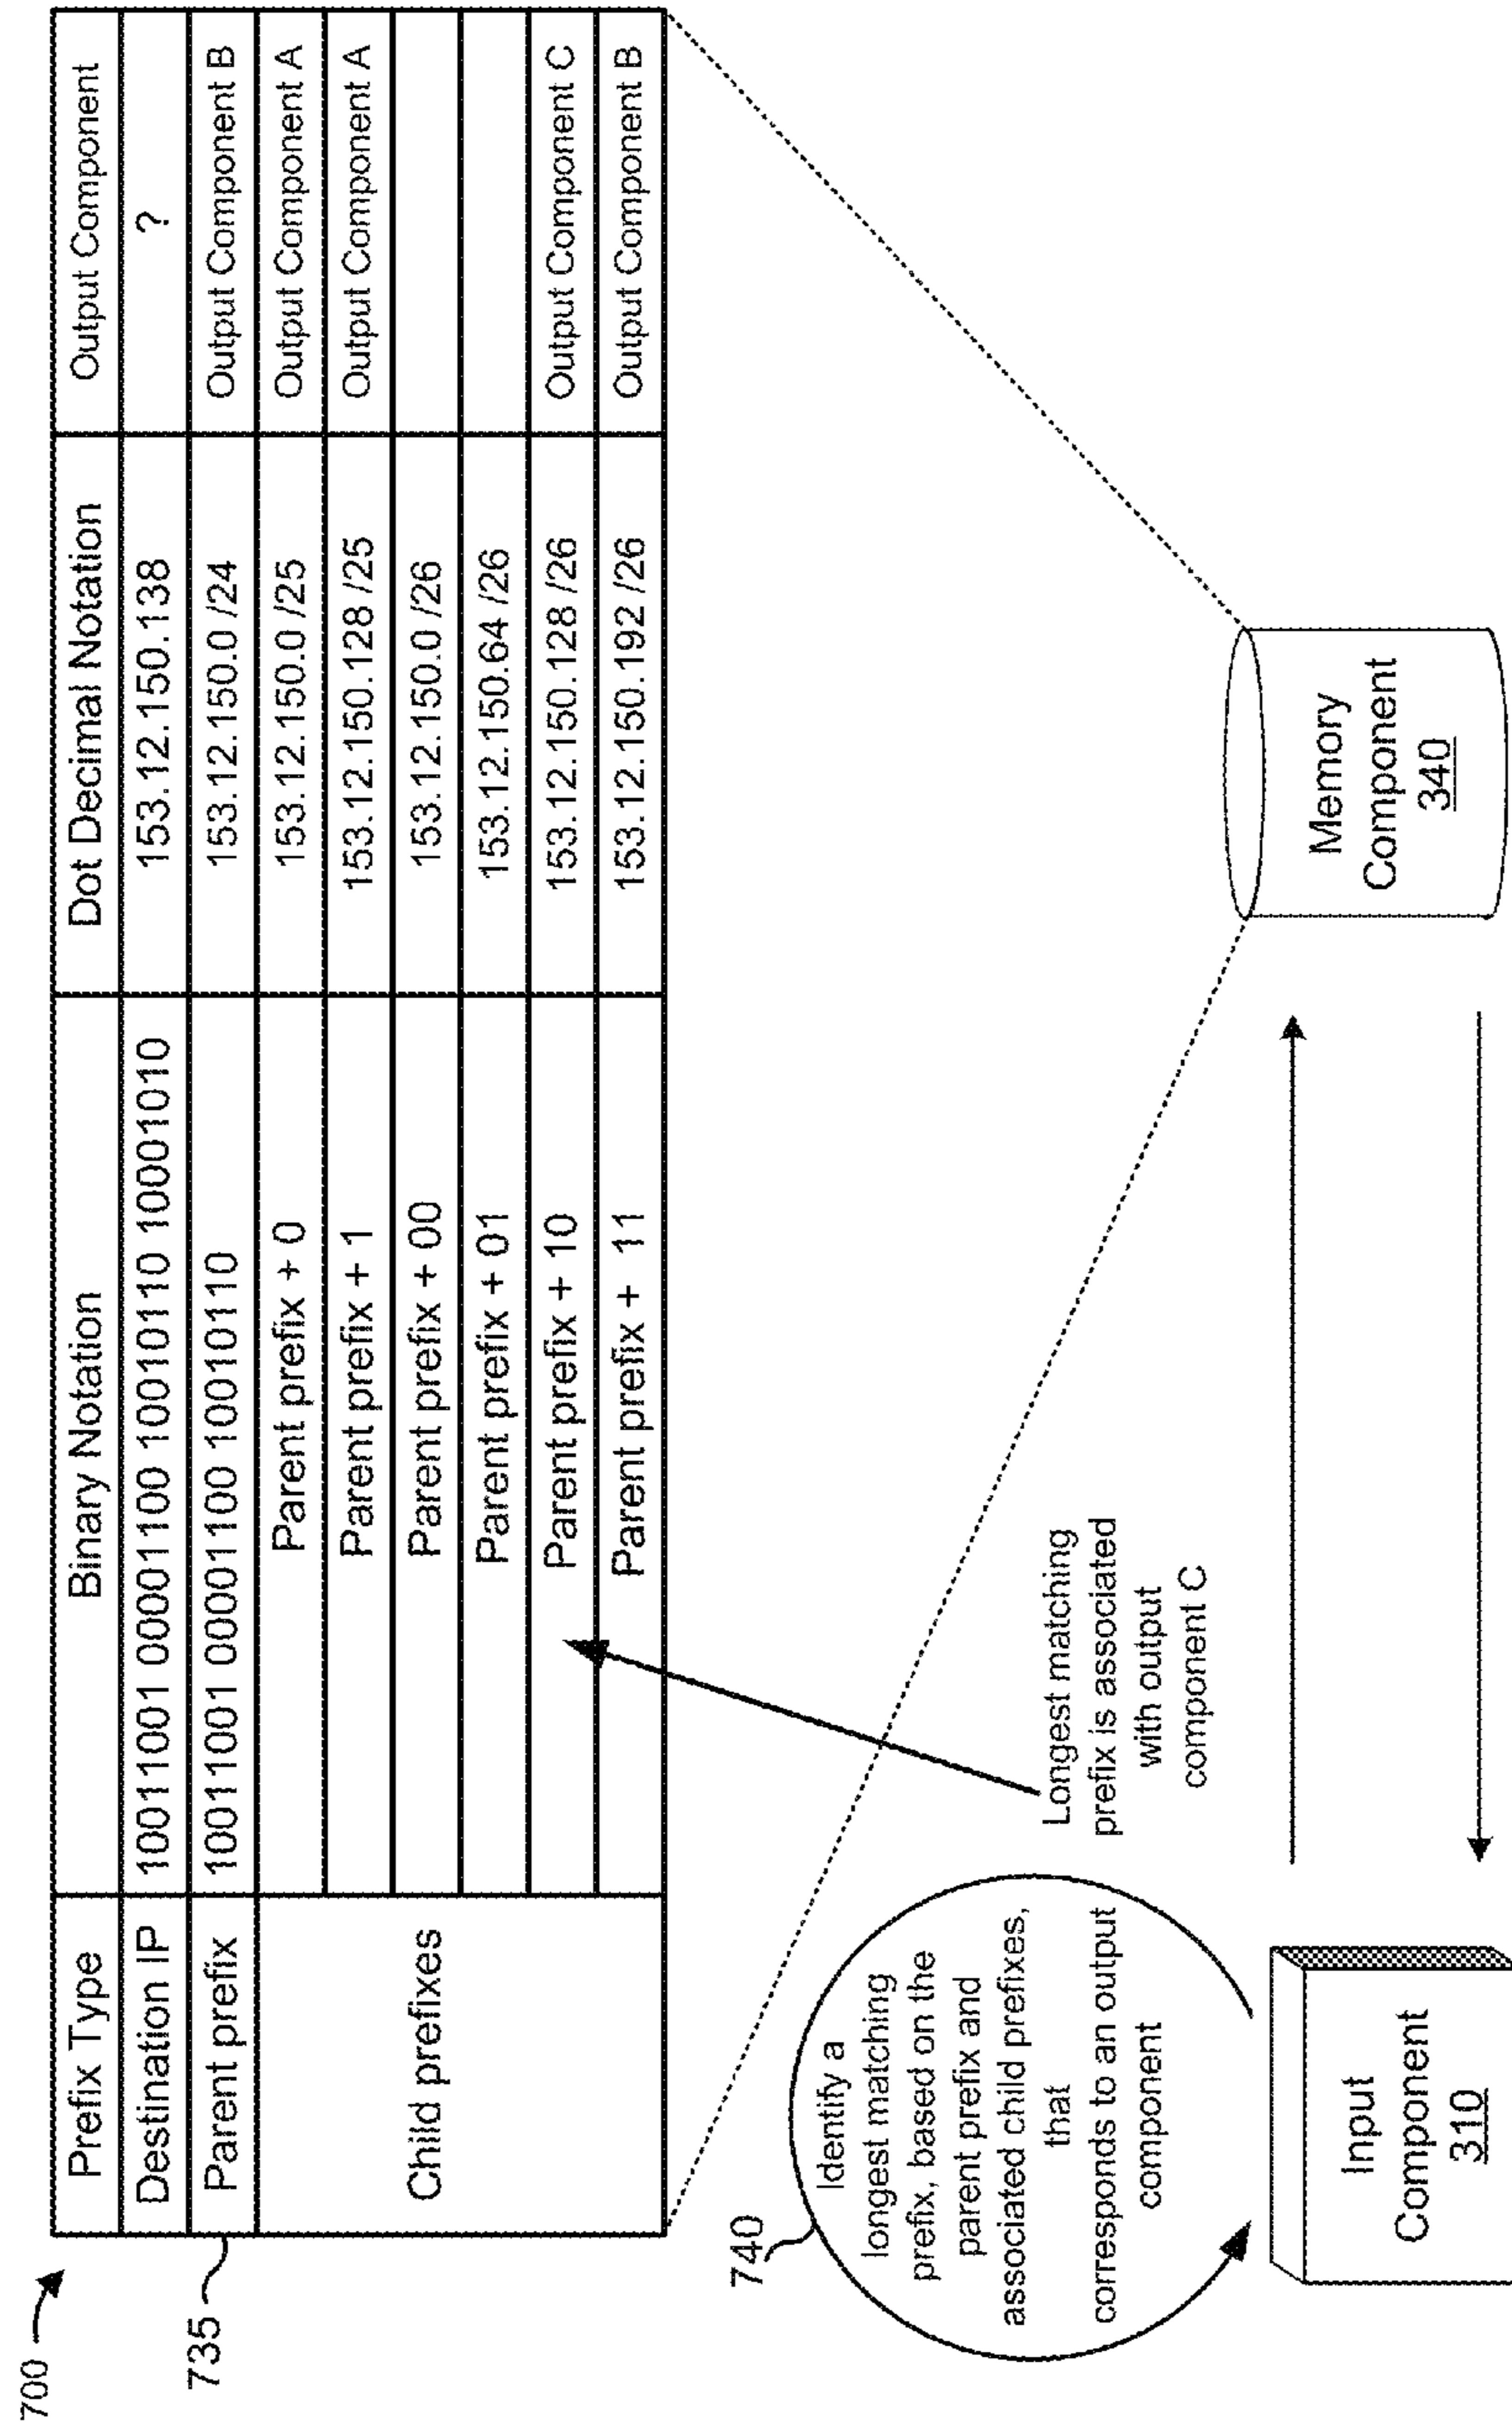 700
Prefix Type Binary Notation Dot Decimal Notation Output Component
Destination IP 10011001 00001100 10010110 10001010 153.12.150.138 ?
735
Parent prefix 10011001 00001100 10010110 153.12.150.0 /24 Output Component B
Child prefixes
Parent prefix + 0 153.12.150.0 /25 Output Component A
Parent prefix + 1 153.12.150.128 /25 Output Component A
Parent prefix + 00 153.12.150.0 /26
Parent prefix + 01 153.12.150.64 /26
Parent prefix + 10 153.12.150.128 /26 Output Component C
Parent prefix + 11 153.12.150.192 /26 Output Component B
740
Identify a
longest matching
prefix, based on the
parent prefix and
associated child prefixes,
that
corresponds to an output
component
Longest matching
prefix is associated
with output
component C
Input
Component
310
Memory
Component
340